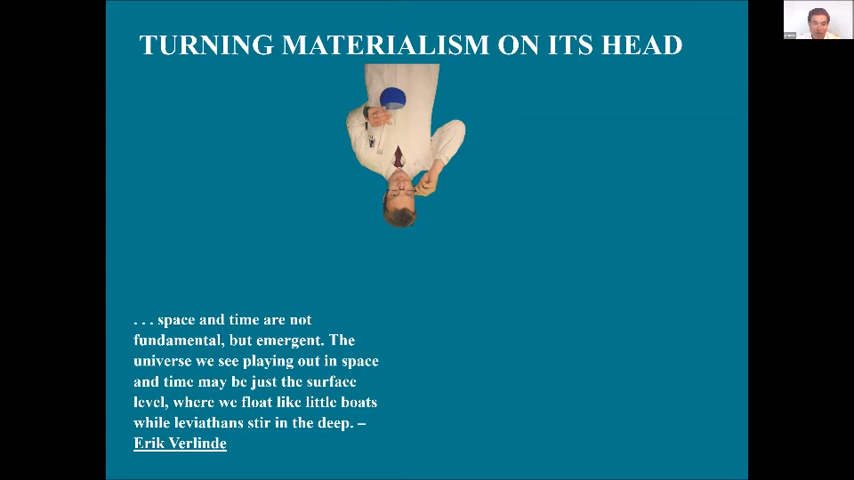 TURNING MATERIALISM ON ITS HEAD
. . . space and time are not
fundamental, but emergent. The
universe we see playing out in space
and time may be just the surface
level, where we float like little boats
while leviathans stir in the deep. –
Erik Verlinde